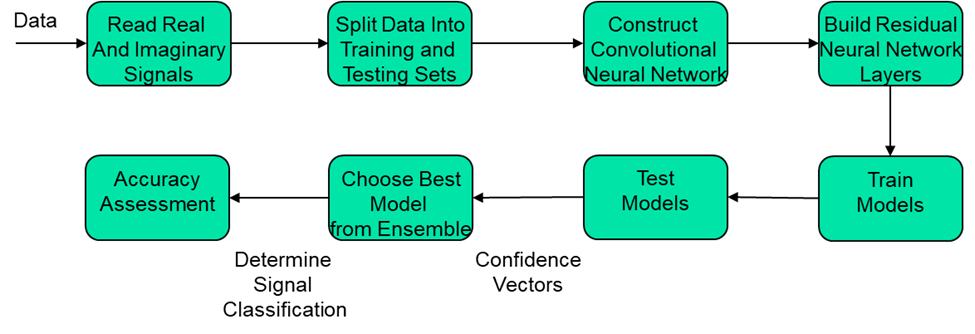 Data
Read Real
And Imaginary
Signals
Split Data Into
Training and
Testing Sets
Construct
Convolutional
Neural Network
Build Residual
Neural Network
Layers
Train
Models
Test
Models
Confidence
Vectors
Choose Best
Model
from Ensemble
Determine
Signal
Classification
Accuracy
Assessment